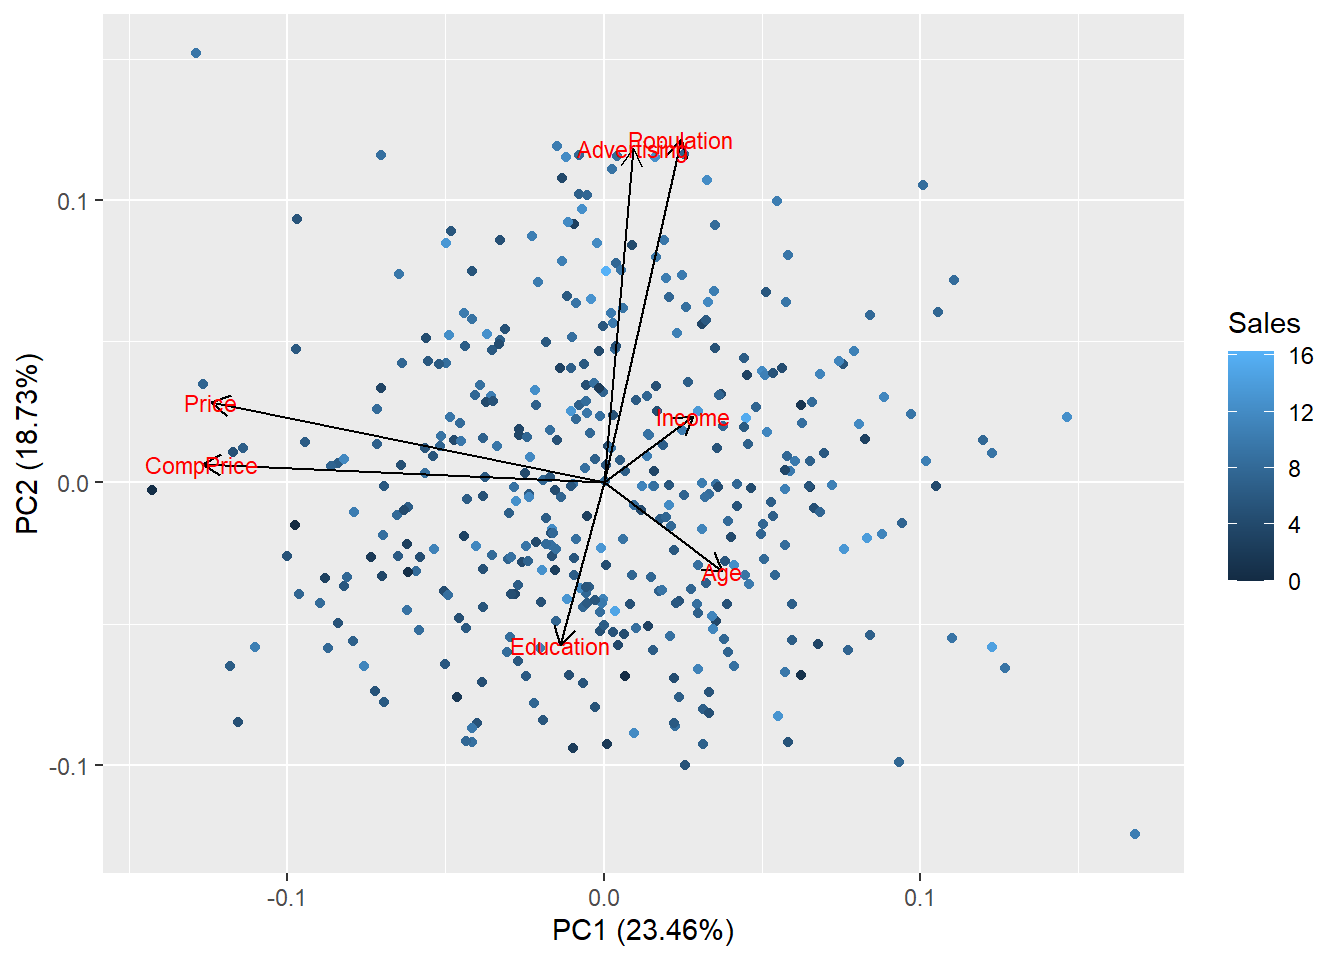 PC2 (18.73%)
0.1
0.0
-0.1
Population
Advertising
Price
Income
CompPrice
Age
Education
-0.1
0.0
0.1
PC1 (23.46%)
Sales
16
12
8
4
0